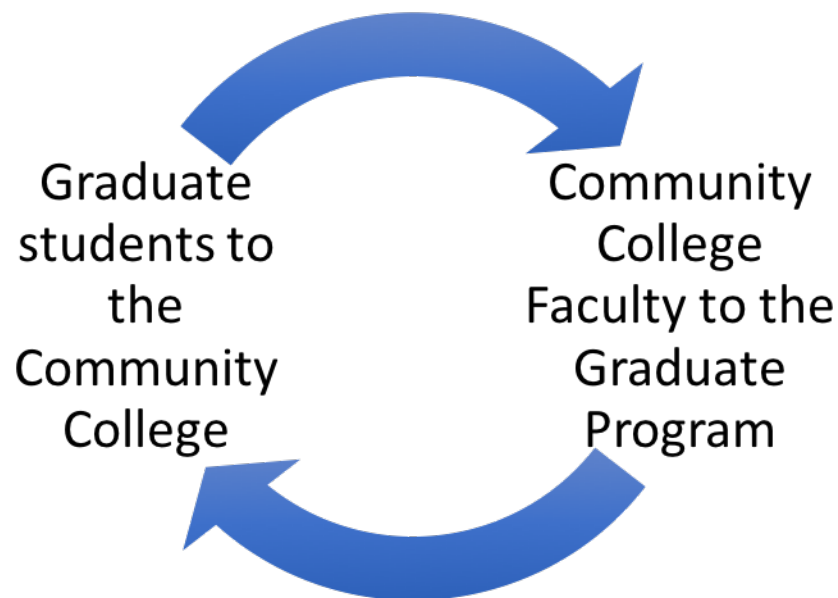 Graduate
students to
the
Community
College
Community
College
Faculty to the
Graduate
Program